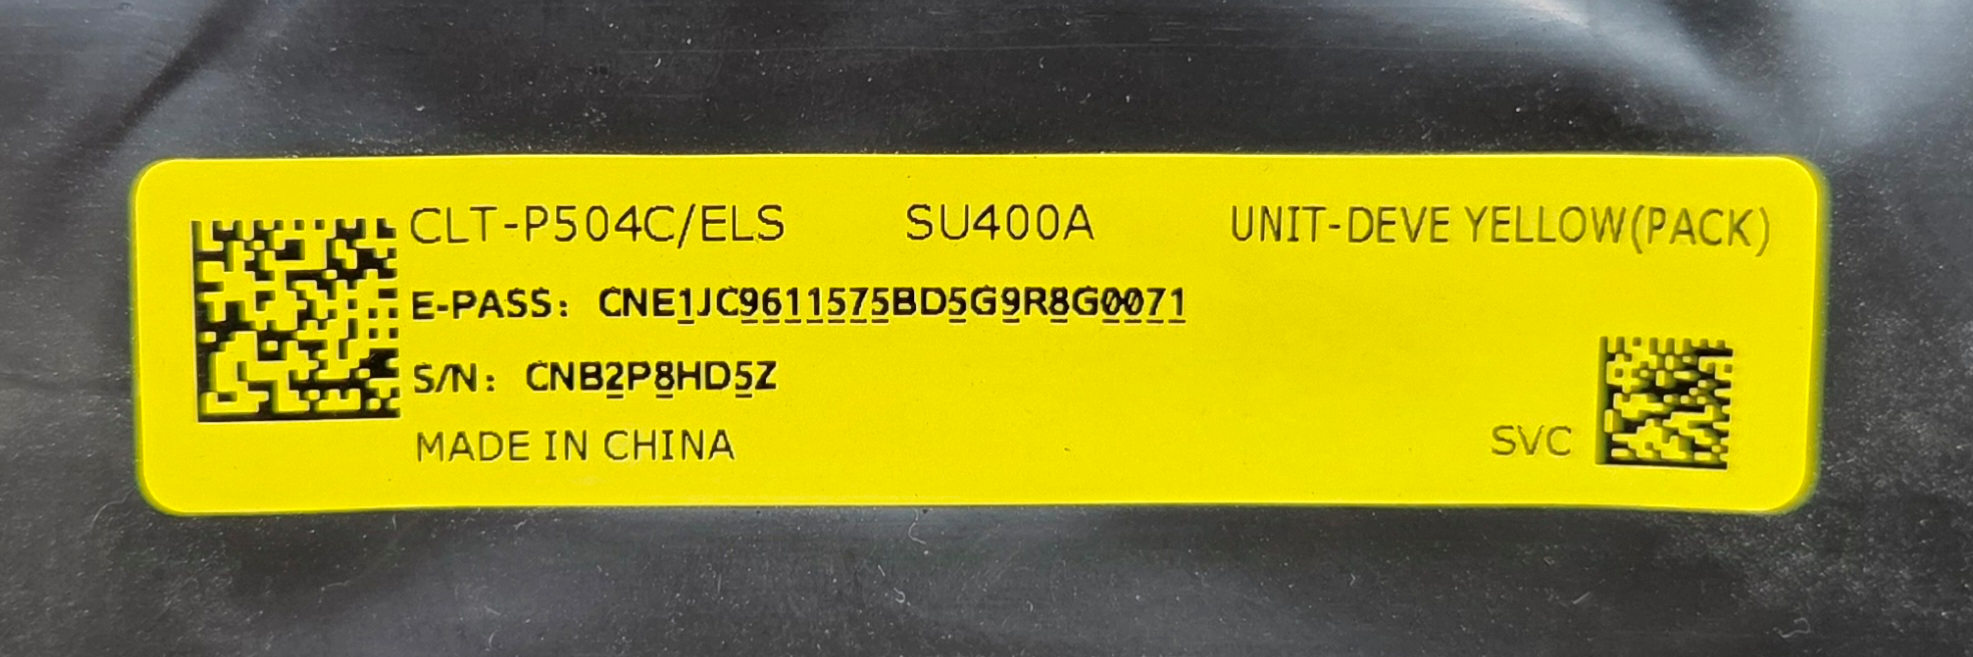 CLT-P504C/ELS SU400A UNIT-DEVE YELLOW(PACK)
E-PASS: CNE1JC9611575BD5G9R8G0071
S/N: CNB2P8HD5Z
MADE IN CHINA
SVC